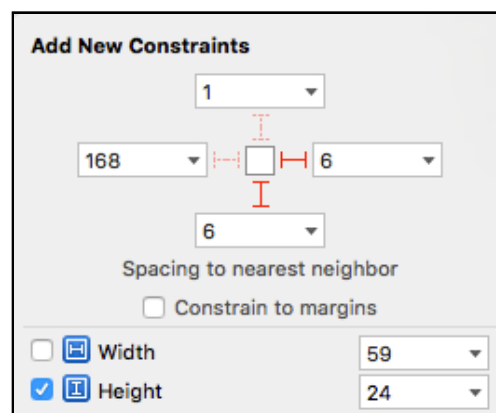 Add New Constraints
1
168
6
6
Spacing to nearest neighbor
Constrain to margins
Width 59
Height 24